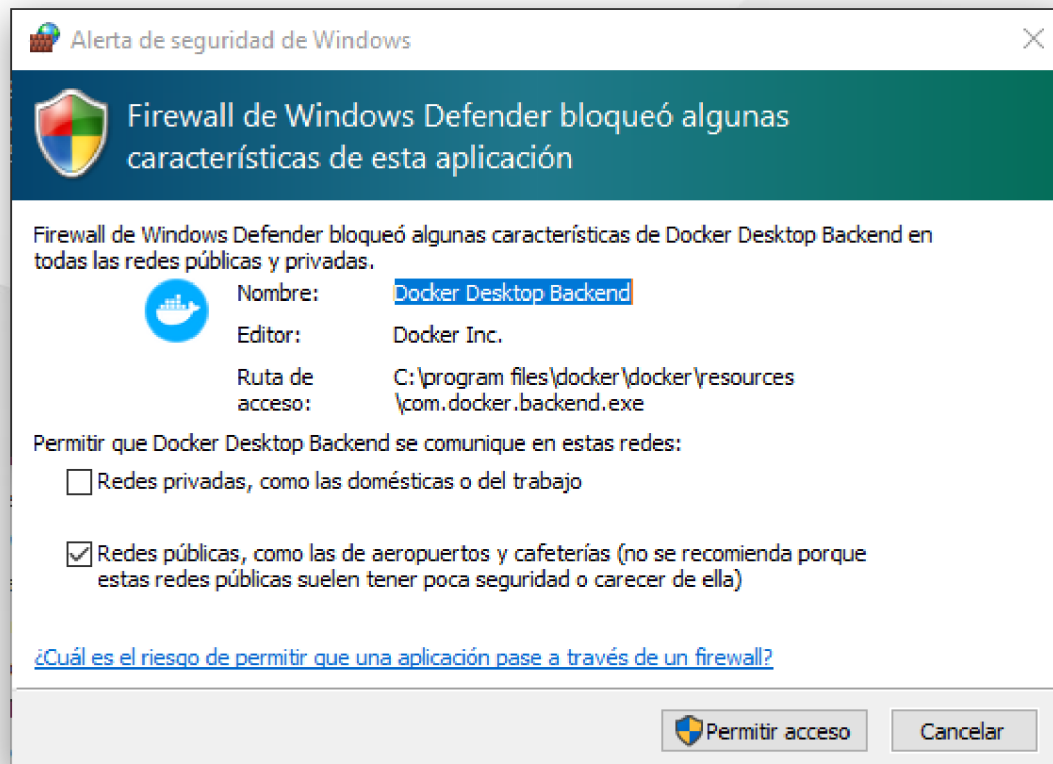 Alerta de seguridad de Windows
Firewall de Windows Defender bloqueó algunas
características de esta aplicación
Firewall de Windows Defender bloqueó algunas características de Docker Desktop Backend en
todas las redes públicas y privadas.
Nombre: Docker Desktop Backend
Editor: Docker Inc.
Ruta de C:\program files\docker\docker\resources
acceso: \com.docker.backend.exe
Permitir que Docker Desktop Backend se comunique en estas redes:
Redes privadas, como las domésticas o del trabajo
Redes públicas, como las de aeropuertos y cafeterías (no se recomienda porque
estas redes públicas suelen tener poca seguridad o carecer de ella)
¿Cuál es el riesgo de permitir que una aplicación pase a través de un firewall?
Permitir acceso Cancelar